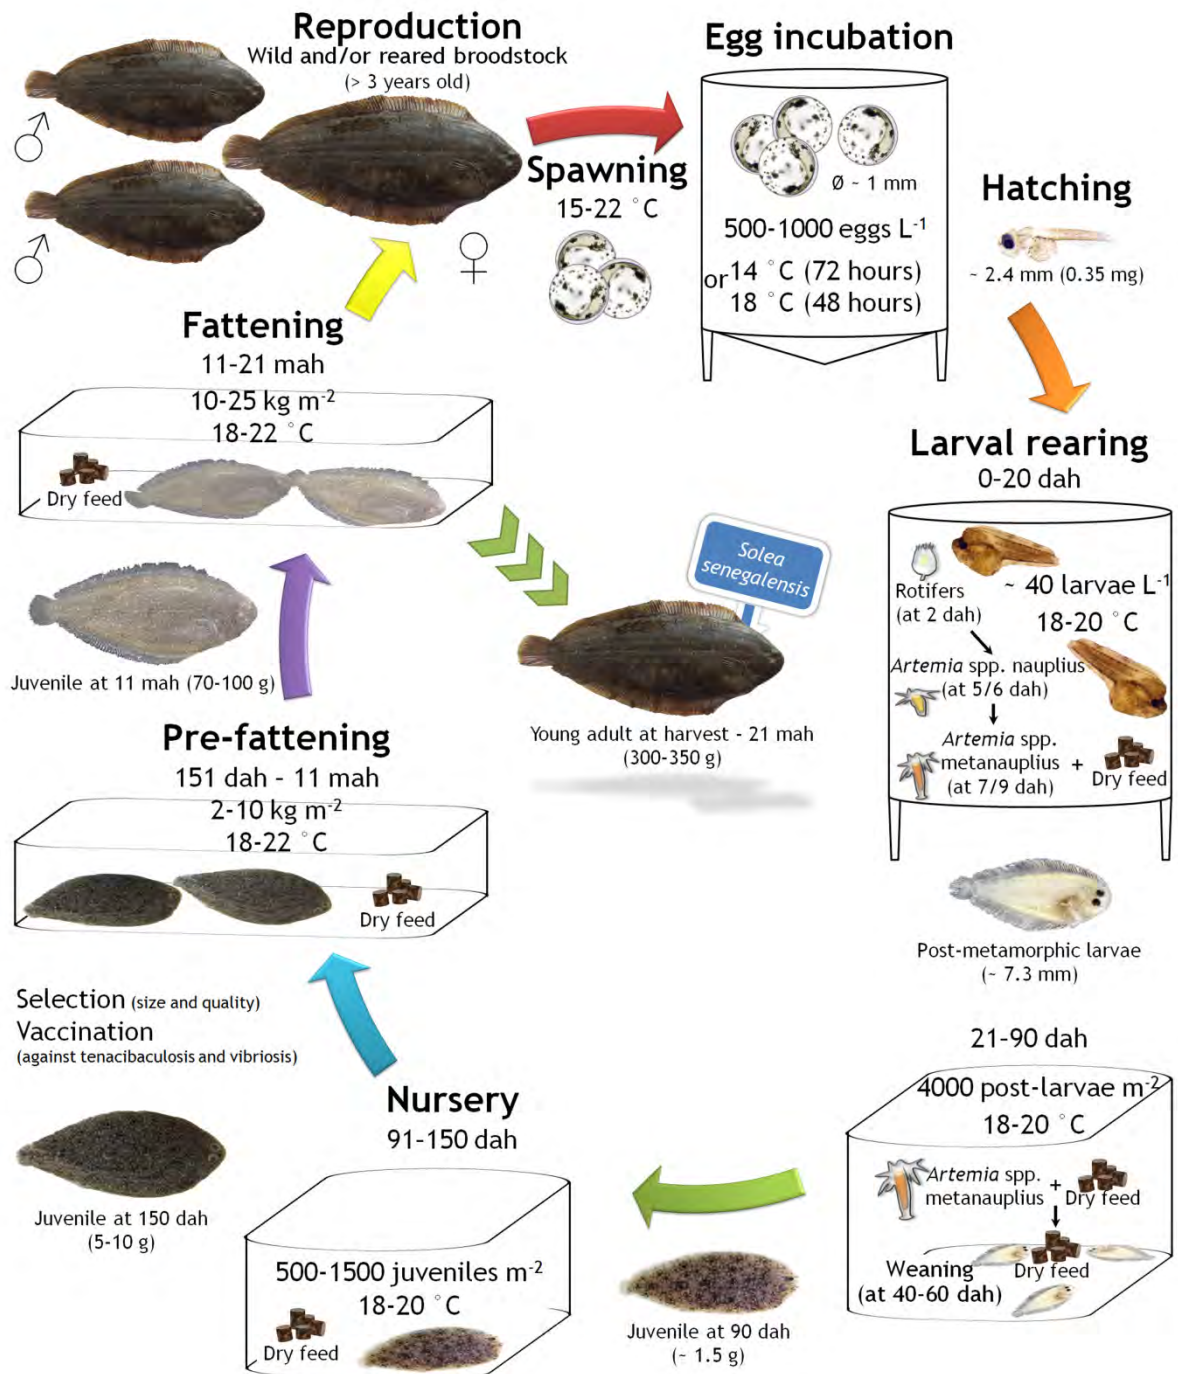 Reproduction
Wild and/or reared broodstock
(> 3 years old)
♂
♂
♀
Spawning
15-22 °C
Egg incubation
Ø ~ 1 mm
500-1000 eggs L⁻¹
or 14 °C (72 hours)
18 °C (48 hours)
Hatching
~ 2.4 mm (0.35 mg)
Larval rearing
0-20 dah
Rotifers
(at 2 dah)
~ 40 larvae L⁻¹
18-20 °C
Artemia spp. nauplius
(at 5/6 dah)
Artemia spp.
metanauplius
(at 7/9 dah)
+
Dry feed
Post-metamorphic larvae
(~ 7.3 mm)
21-90 dah
4000 post-larvae m⁻²
18-20 °C
Artemia spp.
metanauplius
+
Dry feed
Weaning
(at 40-60 dah)
Dry feed
Juvenile at 90 dah
(~ 1.5 g)
Nursery
91-150 dah
500-1500 juveniles m⁻²
18-20 °C
Dry feed
Juvenile at 150 dah
(5-10 g)
Selection (size and quality)
Vaccination
(against tenacibaculosis and vibriosis)
Pre-fattening
151 dah - 11 mah
2-10 kg m⁻²
18-22 °C
Dry feed
Juvenile at 11 mah (70-100 g)
Fattening
11-21 mah
10-25 kg m⁻²
18-22 °C
Dry feed
Solea
senegalensis
Young adult at harvest - 21 mah
(300-350 g)